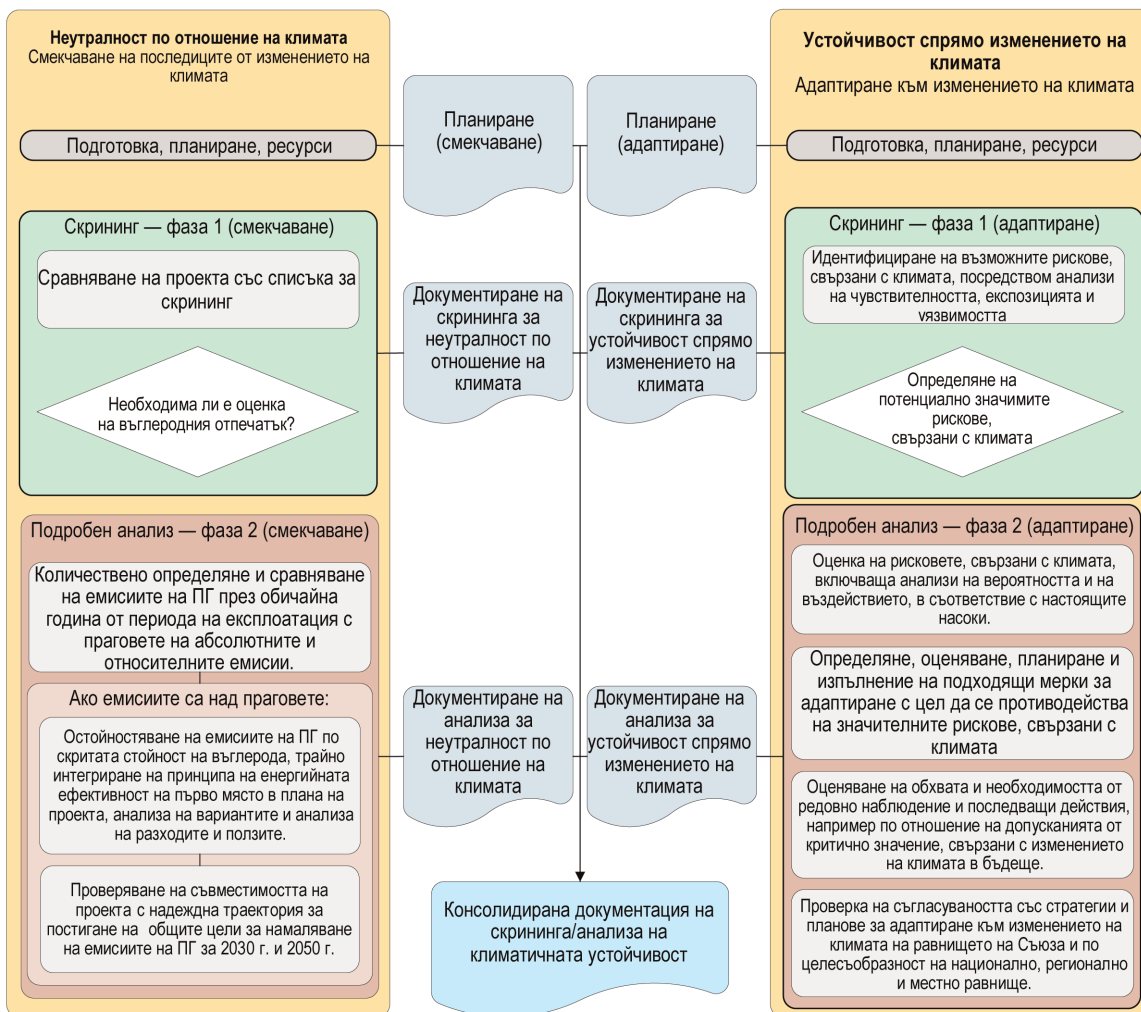 Неутралност по отношение на климата
Смекчаване на последиците от изменението на
климата
Подготовка, планиране, ресурси
Скрининг — фаза 1 (смекчаване)
Сравняване на проекта със списъка за
скрининг
Необходима ли е оценка
на въглеродния отпечатък?
Подробен анализ — фаза 2 (смекчаване)
Количествено определяне и сравняване
на емисиите на ПГ през обичайна
година от периода на експлоатация с
праговете на абсолютните и
относителните емисии.
Ако емисиите са над праговете:
Остойностяване на емисиите на ПГ по
скритата стойност на въглерода, трайно
интегриране на принципа на енергийната
ефективност на първо място в плана на
проекта, анализа на вариантите и анализа
на разходите и ползите.
Проверяване на съвместимостта на
проекта с надеждна траектория за
постигане на общите цели за намаляване
на емисиите на ПГ за 2030 г. и 2050 г.
Планиране
(смекчаване)
Планиране
(адаптиране)
Документиране на
скрининга за
неутралност по
отношение на
климата
Документиране на
скрининга за
устойчивост спрямо
изменението на
климата
Документиране на
анализа за
неутралност по
отношение на
климата
Документиране на
анализа за
устойчивост спрямо
изменението на
климата
Консолидирана документация на
скрининга/анализа на
климатичната устойчивост
Устойчивост спрямо изменението на
климата
Адаптиране към изменението на климата
Подготовка, планиране, ресурси
Скрининг — фаза 1 (адаптиране)
Идентифициране на възможните рискове,
свързани с климата, посредством анализи
на чувствителността, експозицията и
уязвимостта
Определяне на
потенциално значимите
рискове,
свързани с климата
Подробен анализ — фаза 2 (адаптиране)
Оценка на рисковете, свързани с климата,
включваща анализи на вероятността и на
въздействието, в съответствие с настоящите
насоки.
Определяне, оценяване, планиране и
изпълнение на подходящи мерки за
адаптиране с цел да се противодейства
на значителните рискове, свързани с
климата
Оценяване на обхвата и необходимостта от
редовно наблюдение и последващи действия,
например по отношение на допусканията от
критично значение, свързани с изменението
на климата в бъдеще.
Проверка на съгласуваността със стратегии и
планове за адаптиране към изменението на
климата на равнището на Съюза и по
целесъобразност на национално, регионално
и местно равнище.